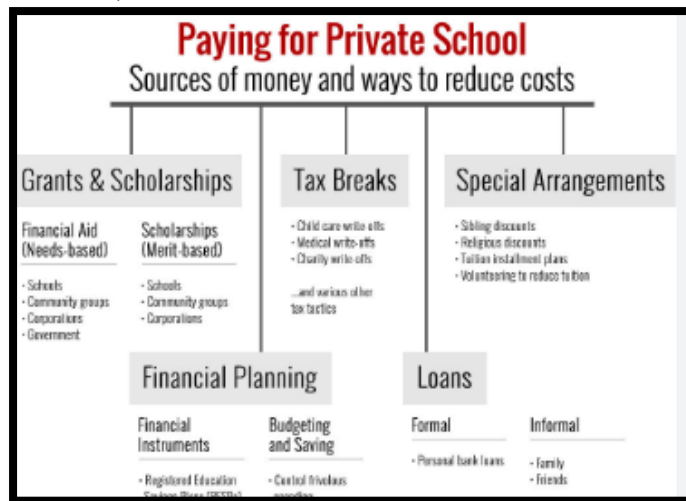 Paying for Private School
Sources of money and ways to reduce costs
Grants & Scholarships
Financial Aid
(Needs-based)
- Schools
- Community groups
- Corporations
- Government
Scholarships
(Merit-based)
- Schools
- Community groups
- Corporations
Tax Breaks
- Child care write-offs
- Medical write-offs
- Charity write-offs
...and various other
tax tactics
Special Arrangements
- Sibling discounts
- Religious discounts
- Tuition installment plans
- Volunteering to reduce tuition
Financial Planning
Financial
Instruments
- Registered Education
Savings Plans (RESPs)
Budgeting
and Saving
- Control frivolous
spending
Loans
Formal
- Personal bank loans
Informal
- Family
- Friends